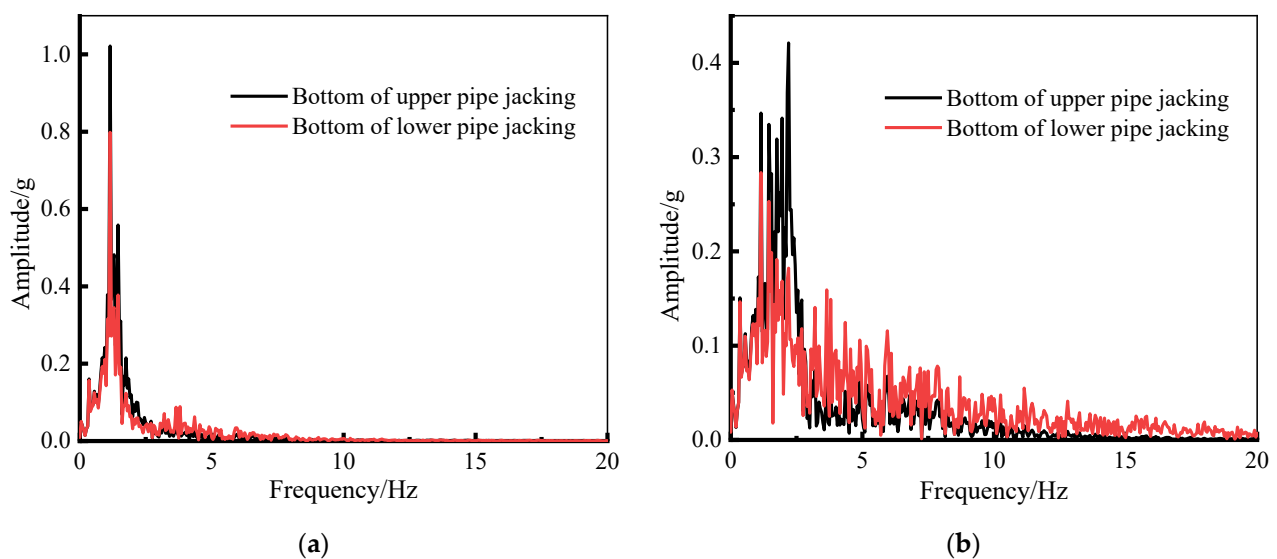 1.0
0.8
0.6
0.4
0.2
0.0
Amplitude/g
Bottom of upper pipe jacking
Bottom of lower pipe jacking
0 5 10 15 20
Frequency/Hz
(a)
0.4
0.3
0.2
0.1
0.0
Amplitude/g
Bottom of upper pipe jacking
Bottom of lower pipe jacking
0 5 10 15 20
Frequency/Hz
(b)